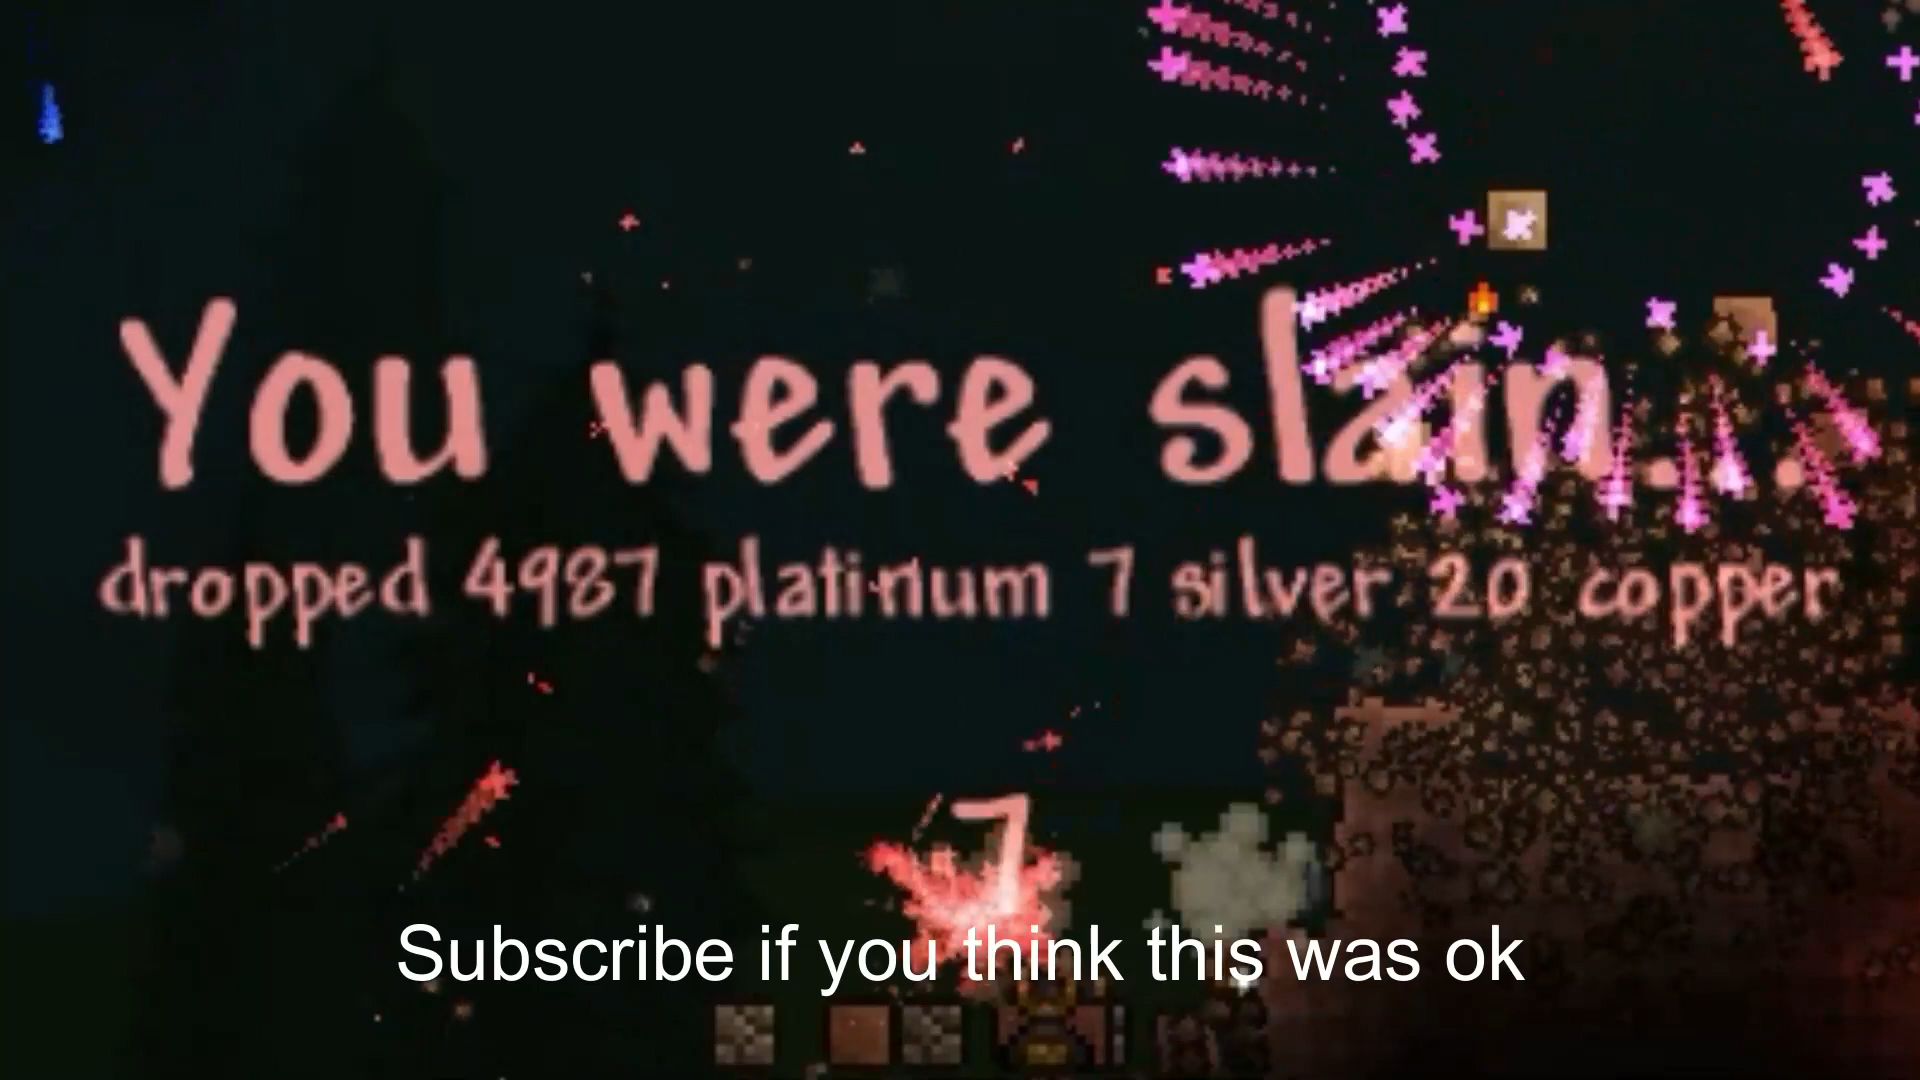 You were slain...
dropped 4987 platinum 7 silver 20 copper
7
Subscribe if you think this was ok